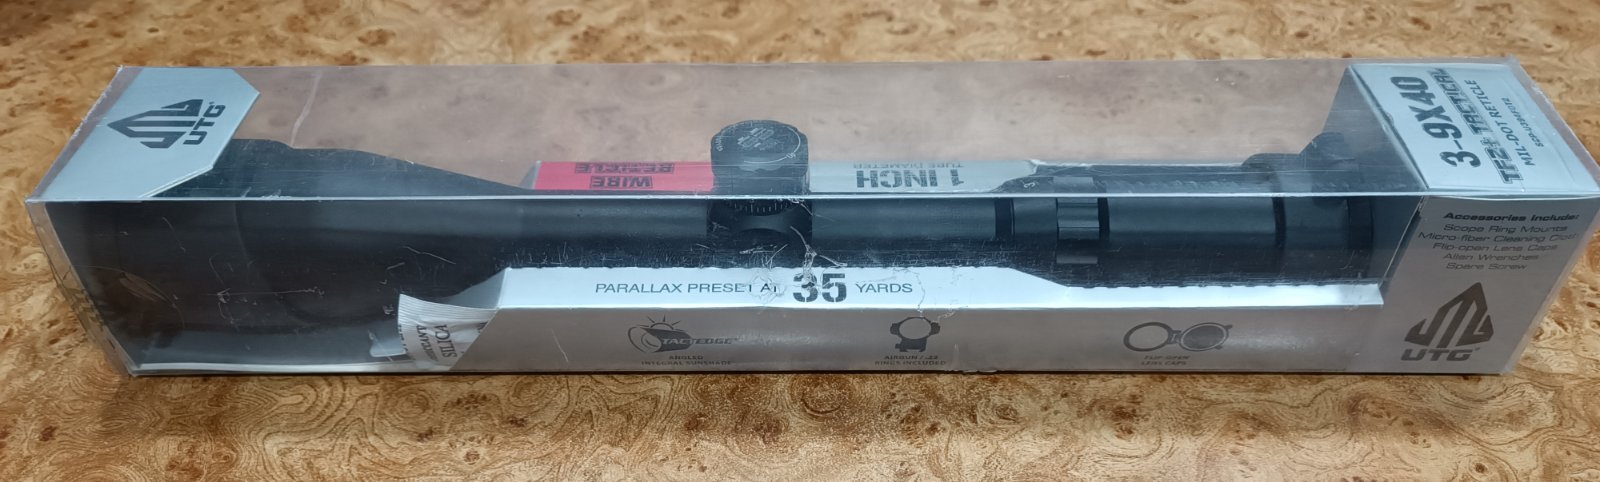 UTG
3-9X40
TF2+ TACTICAL
MIL-DOT RETICLE
WIRE
RETICLE
1 INCH
TUBE DIAMETER
PARALLAX PRESET AT 35 YARDS
Accessories Include:
Scope Ring Mounts
Micro-fiber Cleaning Cloth
Flip-open Lens Caps
Allen Wrenches
Spare Screw
UTG
SILICA
TACTEDGE
ANGLED
INTEGRAL SUNSHADE
AIRGUN / .22
RINGS INCLUDED
FLIP-OPEN
LENS CAPS